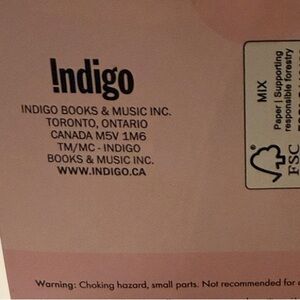 !ndigo
INDIGO BOOKS & MUSIC INC.
TORONTO, ONTARIO
CANADA M5V 1M6
TM/MC - INDIGO
BOOKS & MUSIC INC.
WWW.INDIGO.CA
MIX
Paper | Supporting
responsible forestry
FSC
Warning: Choking hazard, small parts. Not recommended for